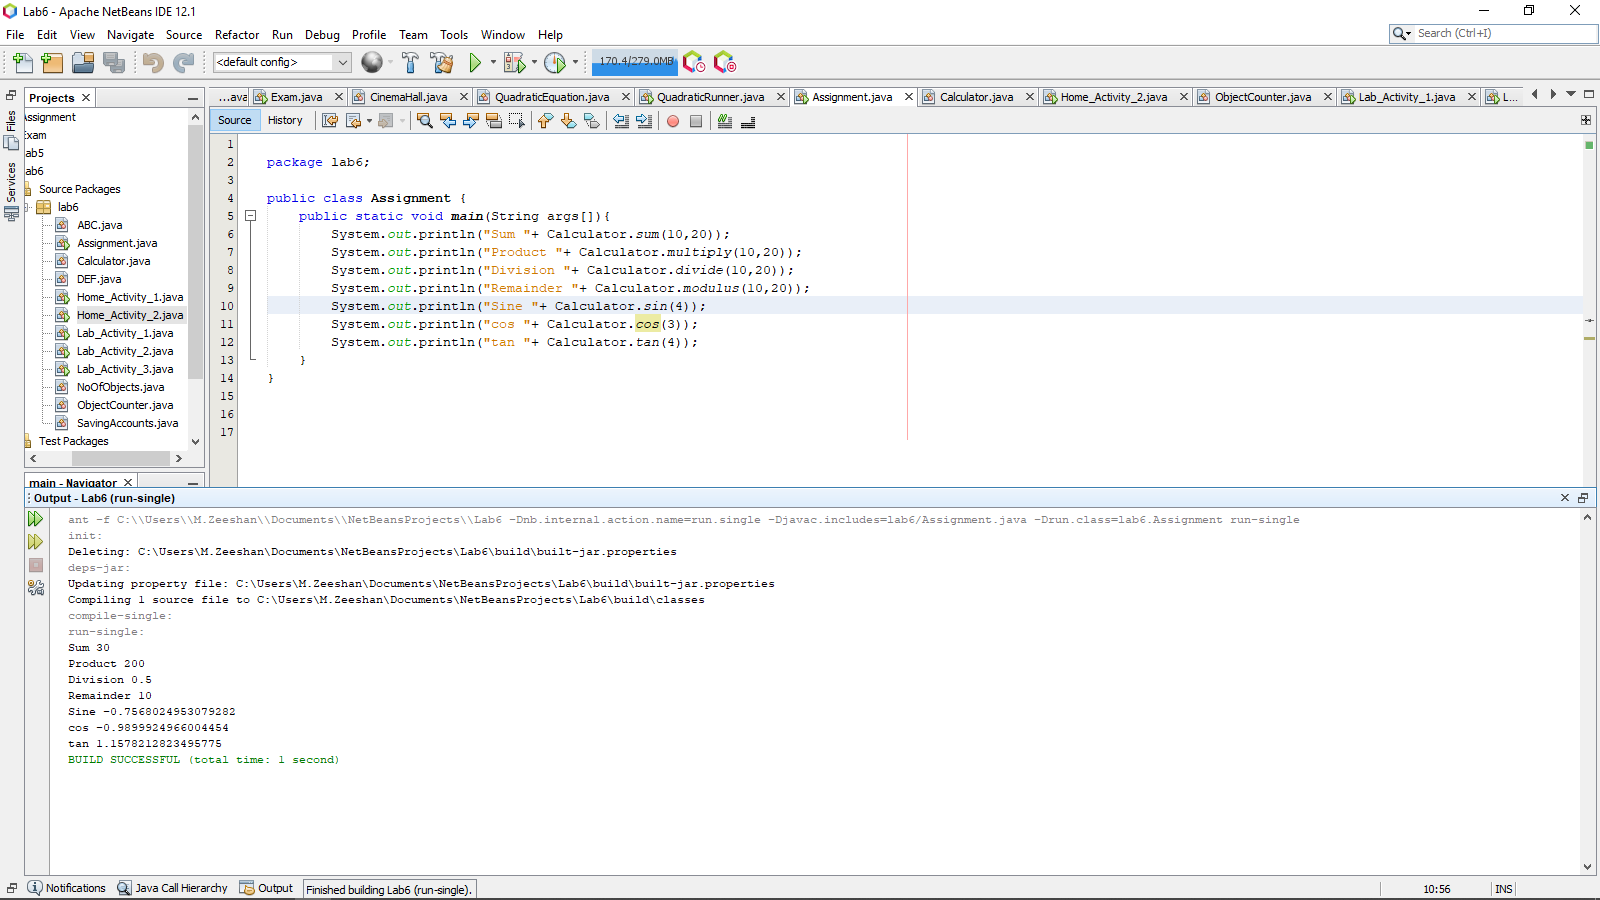 Lab6 - Apache NetBeans IDE 12.1
File Edit View Navigate Source Refactor Run Debug Profile Team Tools Window Help
Search (Ctrl+I)
<default config>
170.4/279.0MB
Projects
...ava Exam.java CinemaHall.java QuadraticEquation.java QuadraticRunner.java Assignment.java Calculator.java Home_Activity_2.java ObjectCounter.java Lab_Activity_1.java L...
Files
Services
Assignment
Exam
ab5
ab6
Source Packages
lab6
ABC.java
Assignment.java
Calculator.java
DEF.java
Home_Activity_1.java
Home_Activity_2.java
Lab_Activity_1.java
Lab_Activity_2.java
Lab_Activity_3.java
NoOfObjects.java
ObjectCounter.java
SavingAccounts.java
Test Packages
main - Navigator
Source History
1
2 package lab6;
3
4 public class Assignment {
5 public static void main(String args[]){
6 System.out.println("Sum "+ Calculator.sum(10,20));
7 System.out.println("Product "+ Calculator.multiply(10,20));
8 System.out.println("Division "+ Calculator.divide(10,20));
9 System.out.println("Remainder "+ Calculator.modulus(10,20));
10 System.out.println("Sine "+ Calculator.sin(4));
11 System.out.println("cos "+ Calculator.cos(3));
12 System.out.println("tan "+ Calculator.tan(4));
13 }
14 }
15
16
17
Output - Lab6 (run-single)
ant -f C:\\Users\\M.Zeeshan\\Documents\\NetBeansProjects\\Lab6 -Dnb.internal.action.name=run.single -Djavac.includes=lab6/Assignment.java -Drun.class=lab6.Assignment run-single
init:
Deleting: C:\Users\M.Zeeshan\Documents\NetBeansProjects\Lab6\build\built-jar.properties
deps-jar:
Updating property file: C:\Users\M.Zeeshan\Documents\NetBeansProjects\Lab6\build\built-jar.properties
Compiling 1 source file to C:\Users\M.Zeeshan\Documents\NetBeansProjects\Lab6\build\classes
compile-single:
run-single:
Sum 30
Product 200
Division 0.5
Remainder 10
Sine -0.7568024953079282
cos -0.9899924966004454
tan 1.1578212823495775
BUILD SUCCESSFUL (total time: 1 second)
Notifications Java Call Hierarchy Output Finished building Lab6 (run-single). 10:56 INS